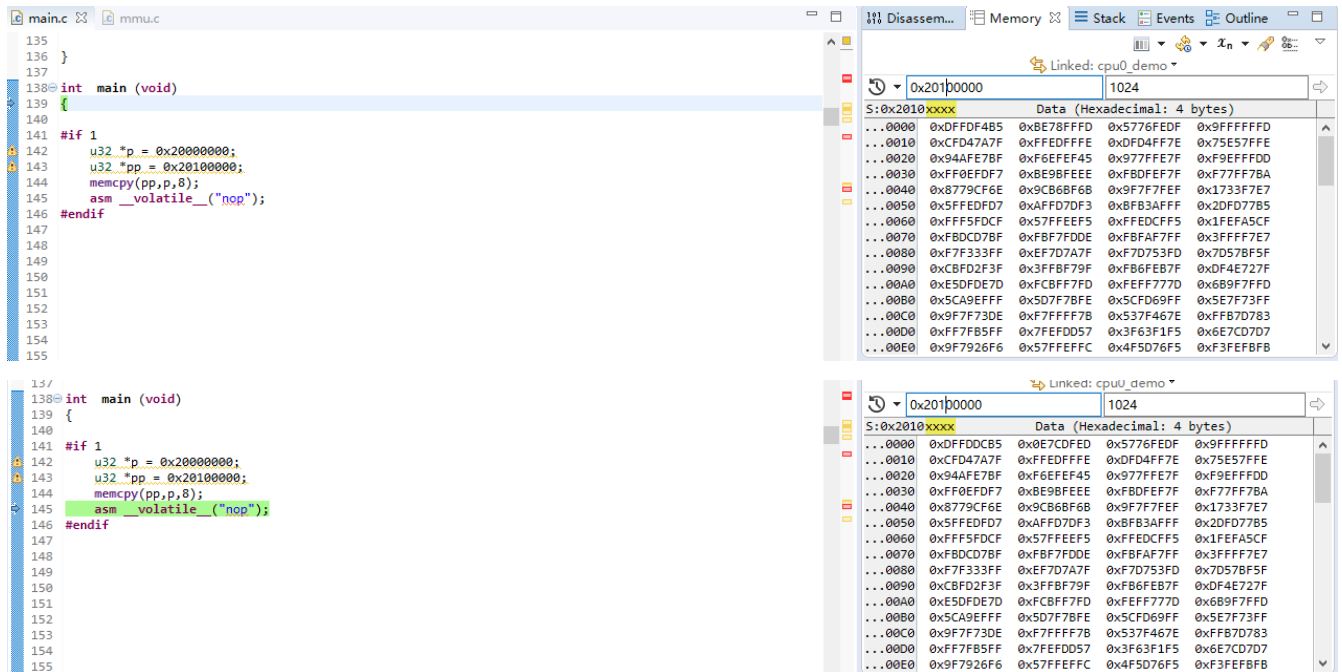 main.c mmu.c
135
136 }
137
138 int main (void)
139 {
140
141 #if 1
142 u32 *p = 0x20000000;
143 u32 *pp = 0x20100000;
144 memcpy(pp,p,8);
145 asm __volatile__("nop");
146 #endif
147
148
149
150
151
152
153
154
155
Disassem... Memory Stack Events Outline
Linked: cpu0_demo
0x20100000 1024
S:0x2010xxxx Data (Hexadecimal: 4 bytes)
...0000 0xDFFDF4B5 0xBE78FFFD 0x5776FEDF 0x9FFFFFFD
...0010 0xCFD47A7F 0xFFEDFFFE 0xDFD4FF7E 0x75E57FFE
...0020 0x94AFE7BF 0xF6EFEF45 0x977FFE7F 0xF9EFFFDD
...0030 0xFF0EFDF7 0xBE9BFEEE 0xFBDFEF7F 0xF77FF7BA
...0040 0x8779CF6E 0x9CB6BF6B 0x9F7F7FEF 0x1733F7E7
...0050 0x5FFEDFD7 0xAFFD7DF3 0xBFB3AFFF 0x2DFD77B5
...0060 0xFFF5FDCF 0x57FFEEF5 0xFFEDCFF5 0x1FEFA5CF
...0070 0xFBDCD7BF 0xFBF7FDDE 0xFBFAF7FF 0x3FFFF7E7
...0080 0xF7F333FF 0xEF7D7A7F 0xF7D753FD 0x7D57BF5F
...0090 0xCBFD2F3F 0x3FFBF79F 0xFB6FEB7F 0xDF4E727F
...00A0 0xE5DFDE7D 0xFCBFF7FD 0xFEFF777D 0x6B9F7FFD
...00B0 0x5CA9EFFF 0x5D7F7BFE 0x5CFD69FF 0x5E7F73FF
...00C0 0x9F7F73DE 0xF7FFFF7B 0x537F467E 0xFFB7D783
...00D0 0xFF7FB5FF 0x7FEFDD57 0x3F63F1F5 0x6E7CD7D7
...00E0 0x9F7926F6 0x57FFEFFC 0x4F5D76F5 0xF3FEFBFB
137
138 int main (void)
139 {
140
141 #if 1
142 u32 *p = 0x20000000;
143 u32 *pp = 0x20100000;
144 memcpy(pp,p,8);
145 asm __volatile__("nop");
146 #endif
147
148
149
150
151
152
153
154
155
Linked: cpu0_demo
0x20100000 1024
S:0x2010xxxx Data (Hexadecimal: 4 bytes)
...0000 0xDFFDDCB5 0x0E7CDFED 0x5776FEDF 0x9FFFFFFD
...0010 0xCFD47A7F 0xFFEDFFFE 0xDFD4FF7E 0x75E57FFE
...0020 0x94AFE7BF 0xF6EFEF45 0x977FFE7F 0xF9EFFFDD
...0030 0xFF0EFDF7 0xBE9BFEEE 0xFBDFEF7F 0xF77FF7BA
...0040 0x8779CF6E 0x9CB6BF6B 0x9F7F7FEF 0x1733F7E7
...0050 0x5FFEDFD7 0xAFFD7DF3 0xBFB3AFFF 0x2DFD77B5
...0060 0xFFF5FDCF 0x57FFEEF5 0xFFEDCFF5 0x1FEFA5CF
...0070 0xFBDCD7BF 0xFBF7FDDE 0xFBFAF7FF 0x3FFFF7E7
...0080 0xF7F333FF 0xEF7D7A7F 0xF7D753FD 0x7D57BF5F
...0090 0xCBFD2F3F 0x3FFBF79F 0xFB6FEB7F 0xDF4E727F
...00A0 0xE5DFDE7D 0xFCBFF7FD 0xFEFF777D 0x6B9F7FFD
...00B0 0x5CA9EFFF 0x5D7F7BFE 0x5CFD69FF 0x5E7F73FF
...00C0 0x9F7F73DE 0xF7FFFF7B 0x537F467E 0xFFB7D783
...00D0 0xFF7FB5FF 0x7FEFDD57 0x3F63F1F5 0x6E7CD7D7
...00E0 0x9F7926F6 0x57FFEFFC 0x4F5D76F5 0xF3FEFBFB